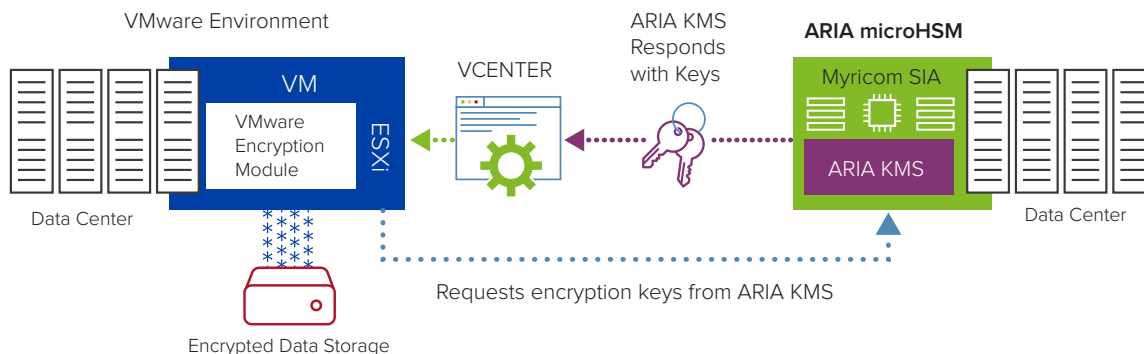 VMware Environment
ARIA KMS
Responds
with Keys
ARIA microHSM
VCENTER
VM
VMware
Encryption
Module
ESXi
Myricom SIA
ARIA KMS
Data Center
Data Center
Requests encryption keys from ARIA KMS
Encrypted Data Storage